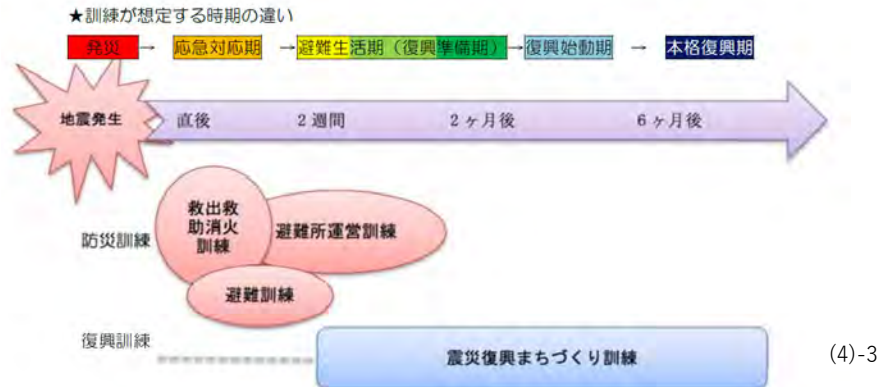 ★訓練が想定する時期の違い
発災 → 応急対応期 → 避難生活期（復興準備期） → 復興始動期 → 本格復興期
地震発生 直後 2週間 2ヶ月後 6ヶ月後
防災訓練
救出救
助消火
訓練
避難所運営訓練
避難訓練
復興訓練
震災復興まちづくり訓練
(4)-3